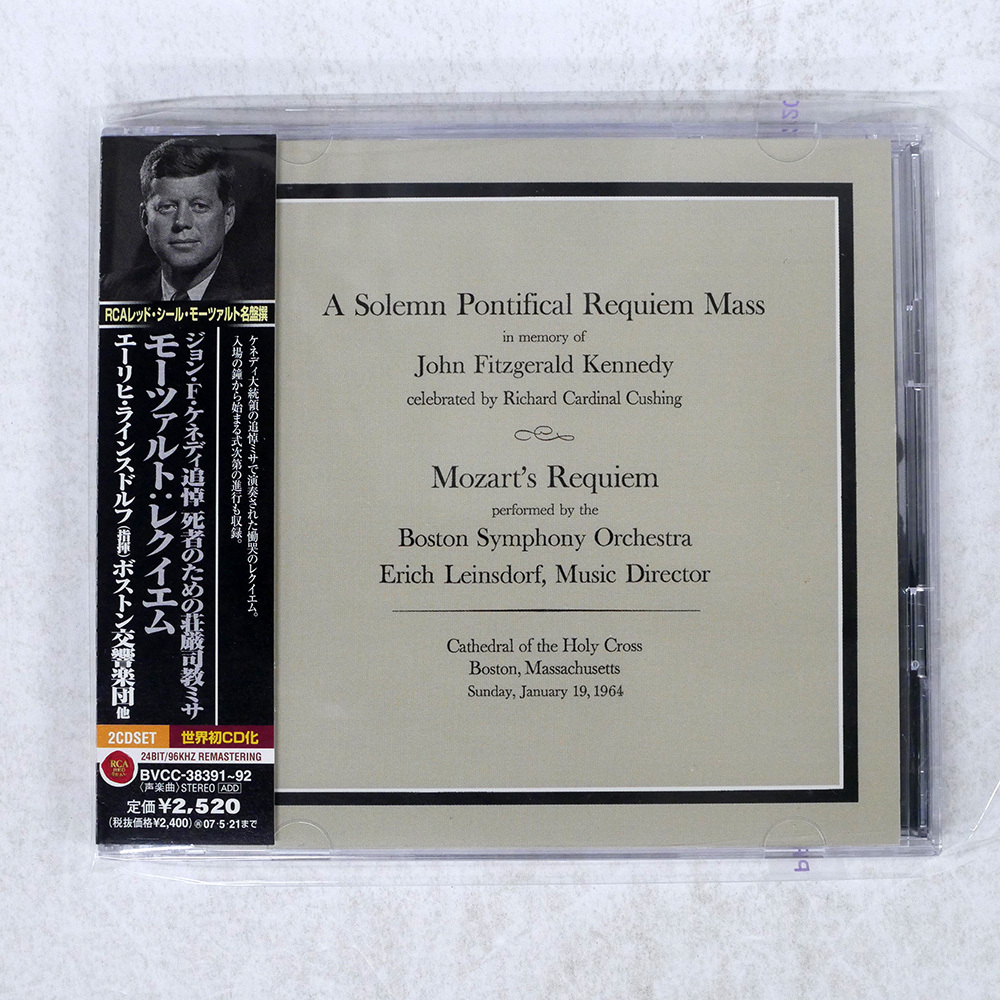 RCAレッド・シール・モーツァルト名盤撰
ケネディ大統領の追悼ミサで演奏された慟哭のレクイエム。
入場の鐘から始まる式次第の進行も収録。
ジョン・F・ケネディ追悼 死者のための荘厳司教ミサ
モーツァルト：レクイエム
エーリヒ・ラインスドルフ（指揮）ボストン交響楽団 他
2CDSET 世界初CD化
24BIT/96KHZ REMASTERING
RCA
BVCC-38391~92
〈声楽曲〉STEREO ADD
定価¥2,520
(税抜価格¥2,400) 07・5・21まで
A Solemn Pontifical Requiem Mass
in memory of
John Fitzgerald Kennedy
celebrated by Richard Cardinal Cushing
Mozart's Requiem
performed by the
Boston Symphony Orchestra
Erich Leinsdorf, Music Director
Cathedral of the Holy Cross
Boston, Massachusetts
Sunday, January 19, 1964